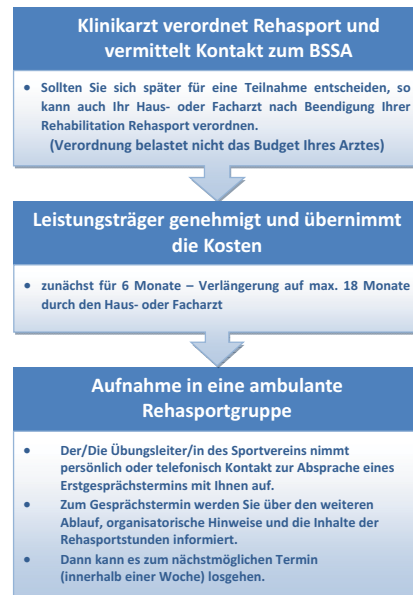 Klinikarzt verordnet Rehasport und
vermittelt Kontakt zum BSSA
• Sollten Sie sich später für eine Teilnahme entscheiden, so
kann auch Ihr Haus- oder Facharzt nach Beendigung Ihrer
Rehabilitation Rehasport verordnen.
(Verordnung belastet nicht das Budget Ihres Arztes)
Leistungsträger genehmigt und übernimmt
die Kosten
• zunächst für 6 Monate – Verlängerung auf max. 18 Monate
durch den Haus- oder Facharzt
Aufnahme in eine ambulante
Rehasportgruppe
• Der/Die Übungsleiter/in des Sportvereins nimmt
persönlich oder telefonisch Kontakt zur Absprache eines
Erstgesprächstermins mit Ihnen auf.
• Zum Gesprächstermin werden Sie über den weiteren
Ablauf, organisatorische Hinweise und die Inhalte der
Rehasportstunden informiert.
• Dann kann es zum nächstmöglichen Termin
(innerhalb einer Woche) losgehen.